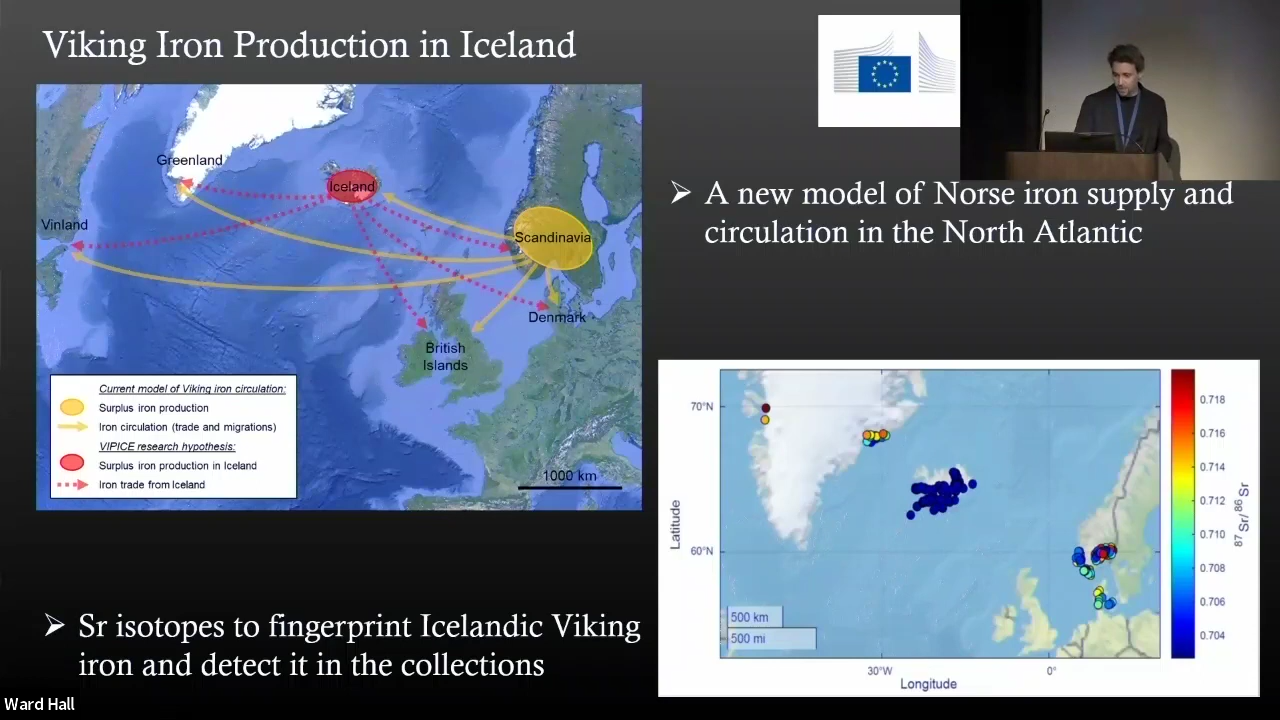 Viking Iron Production in Iceland
Greenland
Iceland
Vinland
Scandinavia
Denmark
British
Islands
Current model of Viking iron circulation:
Surplus iron production
Iron circulation (trade and migrations)
VIPICE research hypothesis:
Surplus iron production in Iceland
Iron trade from Iceland
1000 km
➤ A new model of Norse iron supply and
circulation in the North Atlantic
70°N
60°N
Latitude
500 km
500 mi
30°W
0°
Longitude
0.718
0.716
0.714
0.712
0.710
0.708
0.706
0.704
87Sr/86Sr
➤ Sr isotopes to fingerprint Icelandic Viking
iron and detect it in the collections
Ward Hall